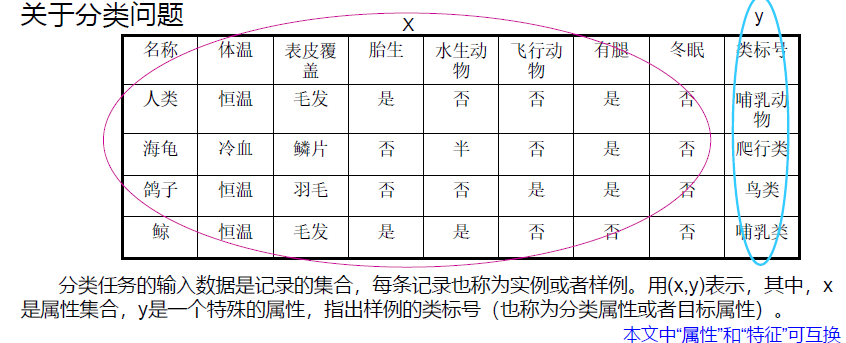 关于分类问题
X
y
名称 体温 表皮覆盖 胎生 水生动物 飞行动物 有腿 冬眠 类标号
人类 恒温 毛发 是 否 否 是 否 哺乳动物
海龟 冷血 鳞片 否 半 否 是 否 爬行类
鸽子 恒温 羽毛 否 否 是 是 否 鸟类
鲸 恒温 毛发 是 是 否 否 否 哺乳类
分类任务的输入数据是记录的集合，每条记录也称为实例或者样例。用(x,y)表示，其中，x
是属性集合，y是一个特殊的属性，指出样例的类标号（也称为分类属性或者目标属性）。
本文中“属性”和“特征”可互换